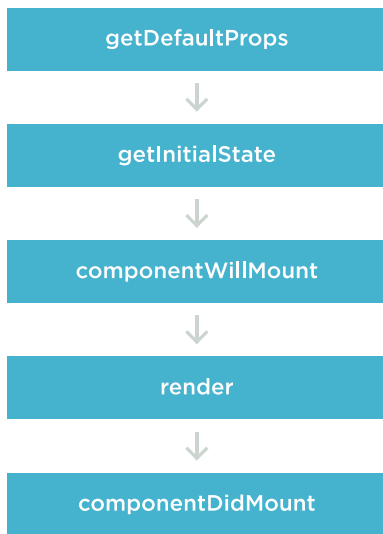 getDefaultProps
getInitialState
componentWillMount
render
componentDidMount